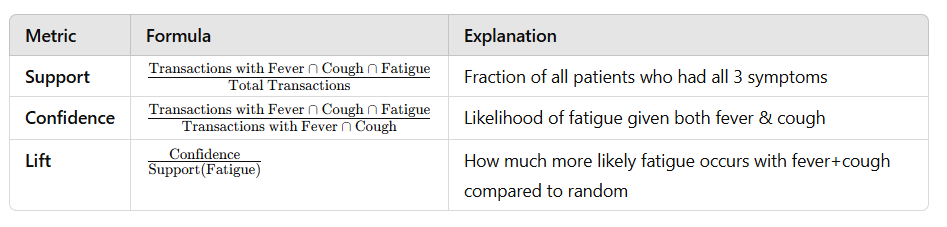 Metric Formula Explanation
Support Transactions with Fever ∩ Cough ∩ Fatigue / Total Transactions Fraction of all patients who had all 3 symptoms
Confidence Transactions with Fever ∩ Cough ∩ Fatigue / Transactions with Fever ∩ Cough Likelihood of fatigue given both fever & cough
Lift Confidence / Support(Fatigue) How much more likely fatigue occurs with fever+cough
compared to random